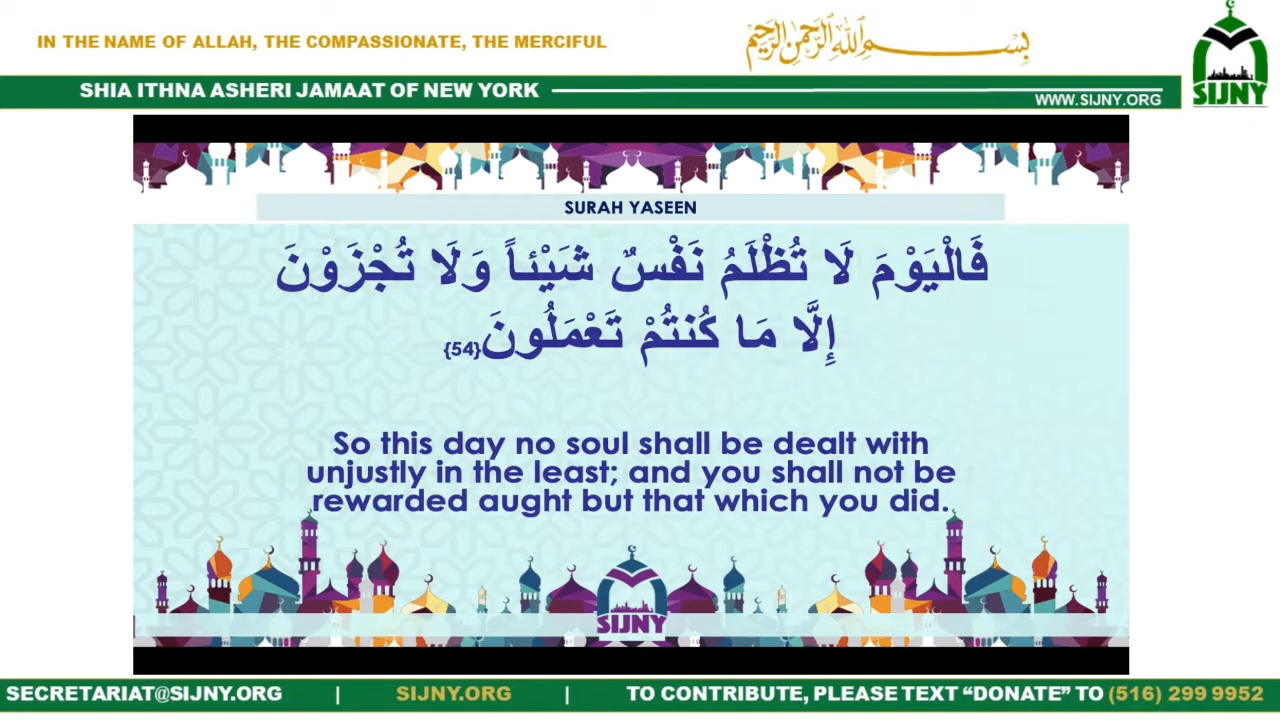 IN THE NAME OF ALLAH, THE COMPASSIONATE, THE MERCIFUL
بِسْمِ اللهِ الرَّحْمٰنِ الرَّحِيْمِ
SIJNY
SHIA ITHNA ASHERI JAMAAT OF NEW YORK
WWW.SIJNY.ORG
SURAH YASEEN
فَالْيَوْمَ لَا تُظْلَمُ نَفْسٌ شَيْئاً وَلَا تُجْزَوْنَ
إِلَّا مَا كُنتُمْ تَعْمَلُونَ{54}
So this day no soul shall be dealt with
unjustly in the least; and you shall not be
rewarded aught but that which you did.
SIJNY
SECRETARIAT@SIJNY.ORG | SIJNY.ORG | TO CONTRIBUTE, PLEASE TEXT “DONATE” TO (516) 299 9952